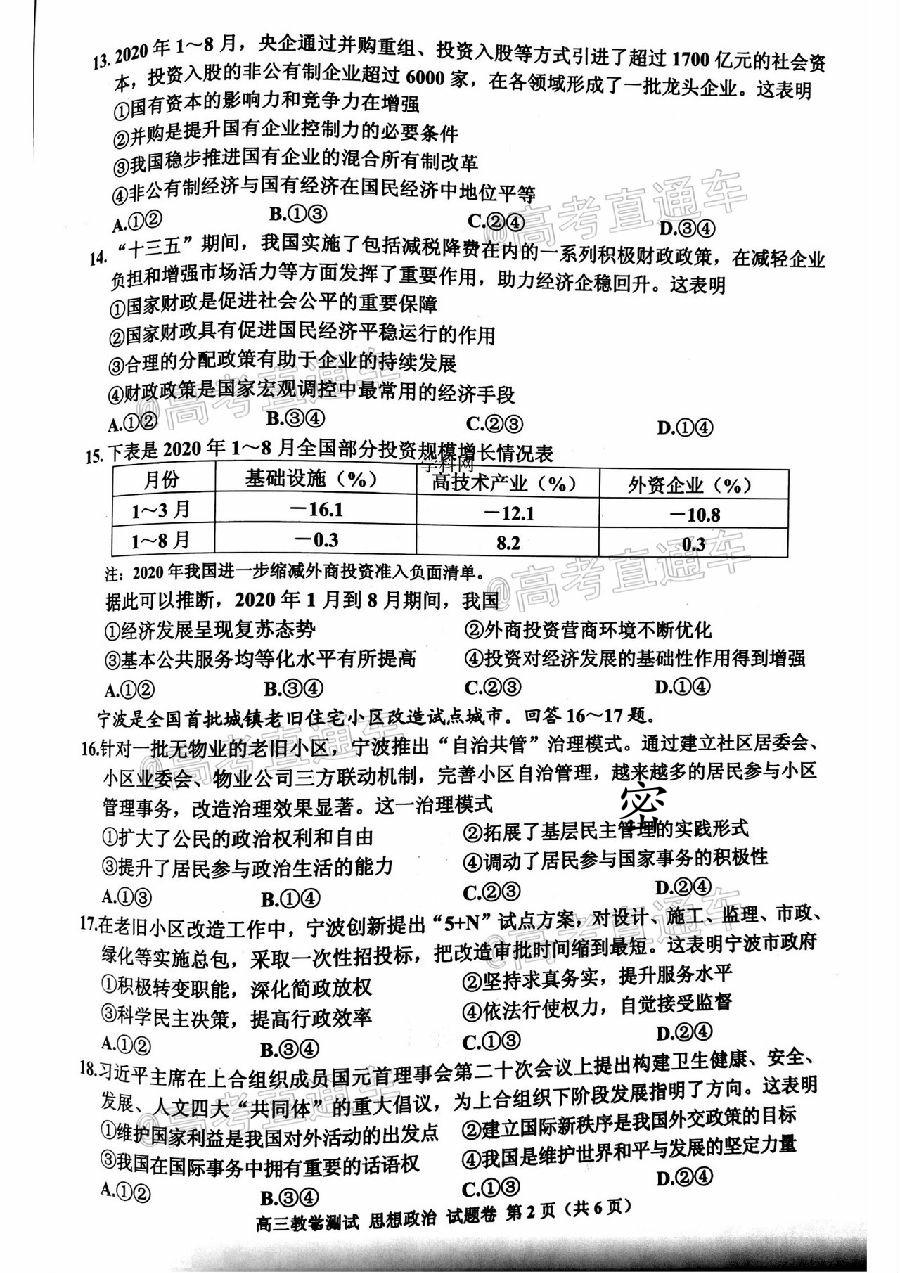 13. 2020年1～8月，央企通过并购重组、投资入股等方式引进了超过1700亿元的社会资
本，投资入股的非公有制企业超过6000家，在各领域形成了一批龙头企业。这表明
①国有资本的影响力和竞争力在增强
②并购是提升国有企业控制力的必要条件
③我国稳步推进国有企业的混合所有制改革
④非公有制经济与国有经济在国民经济中地位平等
A.①② B.①③ C.②④ D.③④
@高考直通车
14. “十三五”期间，我国实施了包括减税降费在内的一系列积极财政政策，在减轻企业
负担和增强市场活力等方面发挥了重要作用，助力经济企稳回升。这表明
①国家财政是促进社会公平的重要保障
②国家财政具有促进国民经济平稳运行的作用
③合理的分配政策有助于企业的持续发展
④财政政策是国家宏观调控中最常用的经济手段
@高考直通车
A.①② B.③④ C.②③ D.①④
15. 下表是2020年1～8月全国部分投资规模增长情况表
学科网
月份 基础设施（%） 高技术产业（%） 外资企业（%）
1～3月 －16.1 －12.1 －10.8
1～8月 －0.3 8.2 0.3
注：2020年我国进一步缩减外商投资准入负面清单。
@高考直通车
据此可以推断，2020年1月到8月期间，我国
①经济发展呈现复苏态势 ②外商投资营商环境不断优化
③基本公共服务均等化水平有所提高 ④投资对经济发展的基础性作用得到增强
A.①② B.③④ C.②③ D.①④
宁波是全国首批城镇老旧住宅小区改造试点城市。回答16～17题。
@高考直通车
16.针对一批无物业的老旧小区，宁波推出“自治共管”治理模式。通过建立社区居委会、
小区业委会、物业公司三方联动机制，完善小区自治管理，越来越多的居民参与小区
管理事务，改造治理效果显著。这一治理模式
密
①扩大了公民的政治权利和自由 ②拓展了基层民主管理的实践形式
③提升了居民参与政治生活的能力 ④调动了居民参与国家事务的积极性
A.①③ B.①④ C.②③ D.②④
17.在老旧小区改造工作中，宁波创新提出“5+N”试点方案，对设计、施工、监理、市政、
绿化等实施总包，采取一次性招投标，把改造审批时间缩到最短。这表明宁波市政府
@高考直通车
①积极转变职能，深化简政放权 ②坚持求真务实，提升服务水平
③科学民主决策，提高行政效率 ④依法行使权力，自觉接受监督
A.①② B.③④ C.①③ D.②④
18.习近平主席在上合组织成员国元首理事会第二十次会议上提出构建卫生健康、安全、
发展、人文四大“共同体”的重大倡议，为上合组织下阶段发展指明了方向。这表明
@高考直通车
①维护国家利益是我国对外活动的出发点 ②建立国际新秩序是我国外交政策的目标
③我国在国际事务中拥有重要的话语权 ④我国是维护世界和平与发展的坚定力量
A.①② B.③④ C.①③ D.②④
高三教学测试 思想政治 试题卷 第2页（共6页）